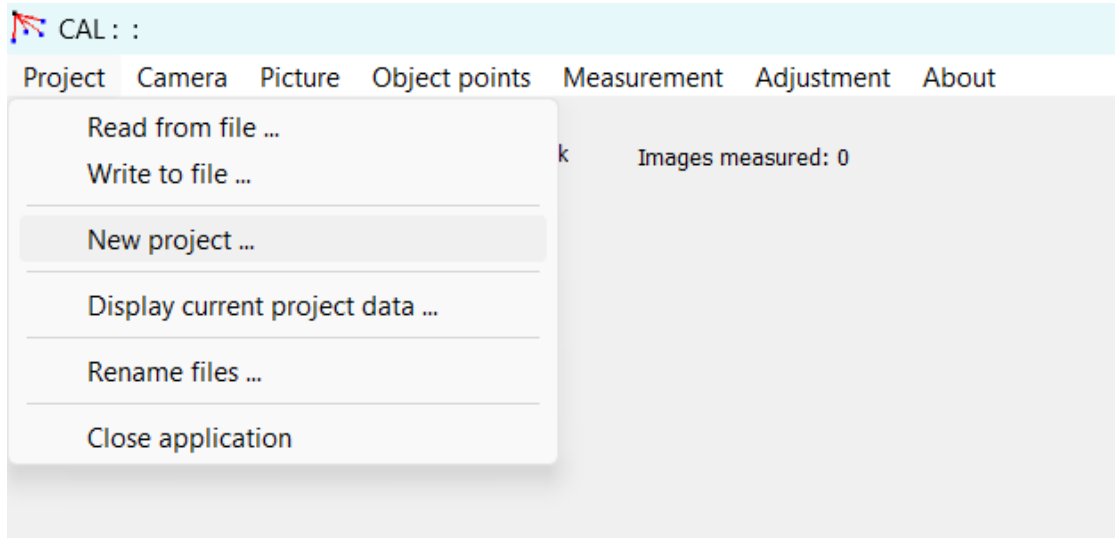 CAL : :
Project Camera Picture Object points Measurement Adjustment About
Read from file ...
k Images measured: 0
Write to file ...
New project ...
Display current project data ...
Rename files ...
Close application